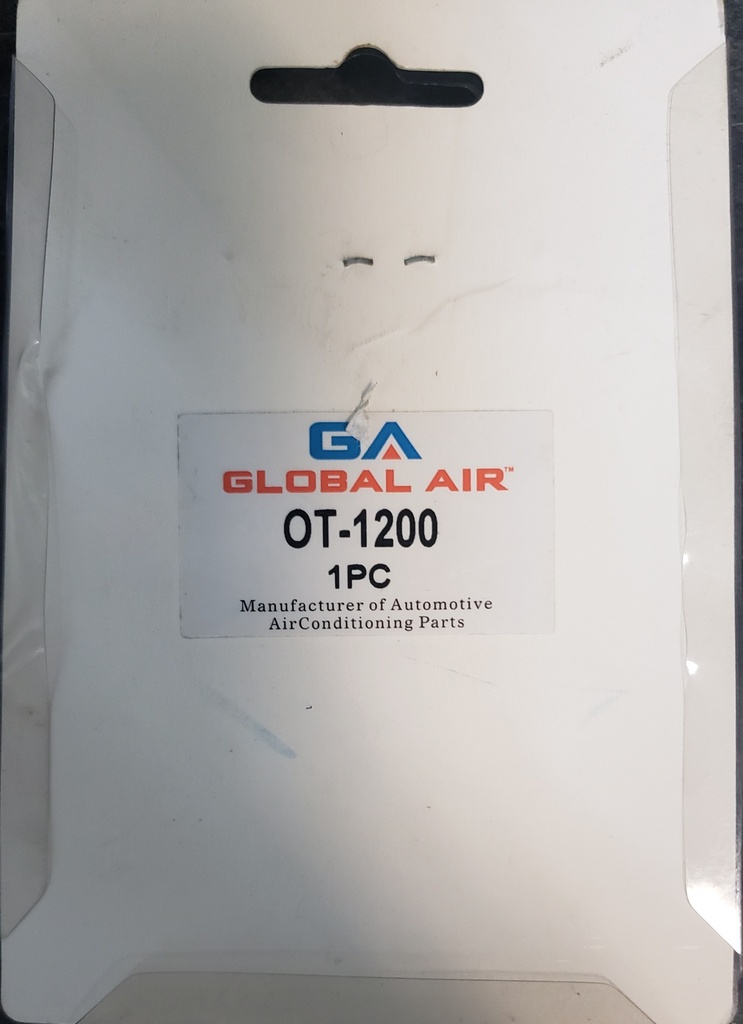 GA
GLOBAL AIR™
OT-1200
1PC
Manufacturer of Automotive
AirConditioning Parts